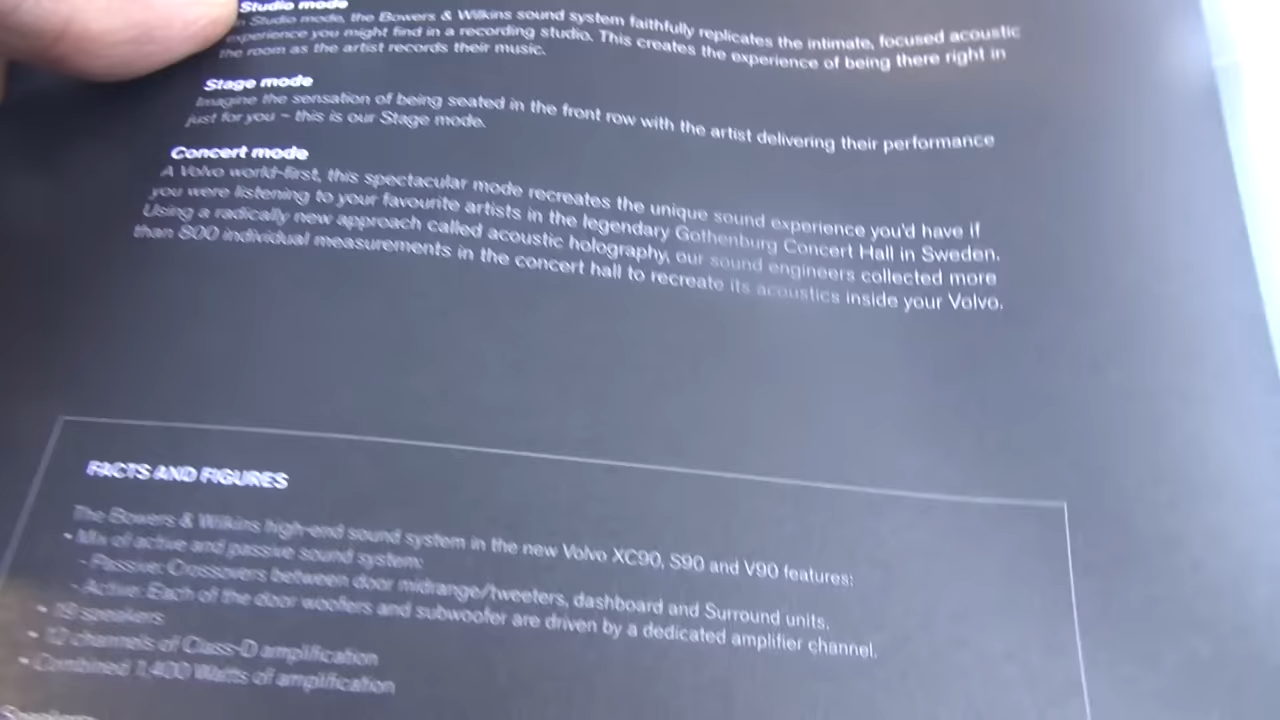 Studio mode
Studio mode, the Bowers & Wilkins sound system faithfully replicates the intimate, focused acoustic
experience you might find in a recording studio. This creates the experience of being there right in
the room as the artist records their music.
Stage mode
Imagine the sensation of being seated in the front row with the artist delivering their performance
just for you – this is our Stage mode.
Concert mode
A Volvo world-first, this spectacular mode recreates the unique sound experience you'd have if
you were listening to your favourite artists in the legendary Gothenburg Concert Hall in Sweden.
Using a radically new approach called acoustic holography, our sound engineers collected more
than 800 individual measurements in the concert hall to recreate its acoustics inside your Volvo.
FACTS AND FIGURES
The Bowers & Wilkins high-end sound system in the new Volvo XC90, S90 and V90 features:
• Mix of active and passive sound system:
- Passive: Crossovers between door midrange/tweeters, dashboard and Surround units.
- Active: Each of the door woofers and subwoofer are driven by a dedicated amplifier channel.
• 19 speakers
• 12 channels of Class-D amplification
• Combined 1,400 Watts of amplification